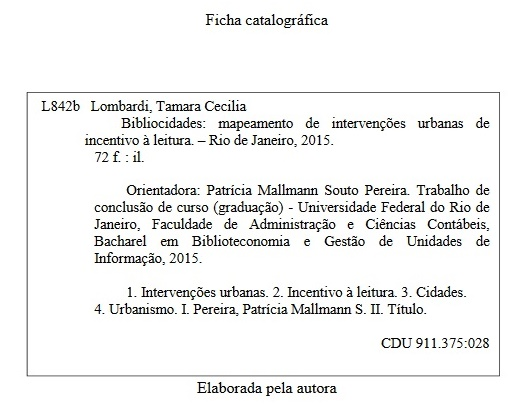 Ficha catalográfica
L842b Lombardi, Tamara Cecilia
Bibliocidades: mapeamento de intervenções urbanas de
incentivo à leitura. – Rio de Janeiro, 2015.
72 f. : il.
Orientadora: Patrícia Mallmann Souto Pereira. Trabalho de
conclusão de curso (graduação) - Universidade Federal do Rio de
Janeiro, Faculdade de Administração e Ciências Contábeis,
Bacharel em Biblioteconomia e Gestão de Unidades de
Informação, 2015.
1. Intervenções urbanas. 2. Incentivo à leitura. 3. Cidades.
4. Urbanismo. I. Pereira, Patrícia Mallmann S. II. Título.
CDU 911.375:028
Elaborada pela autora